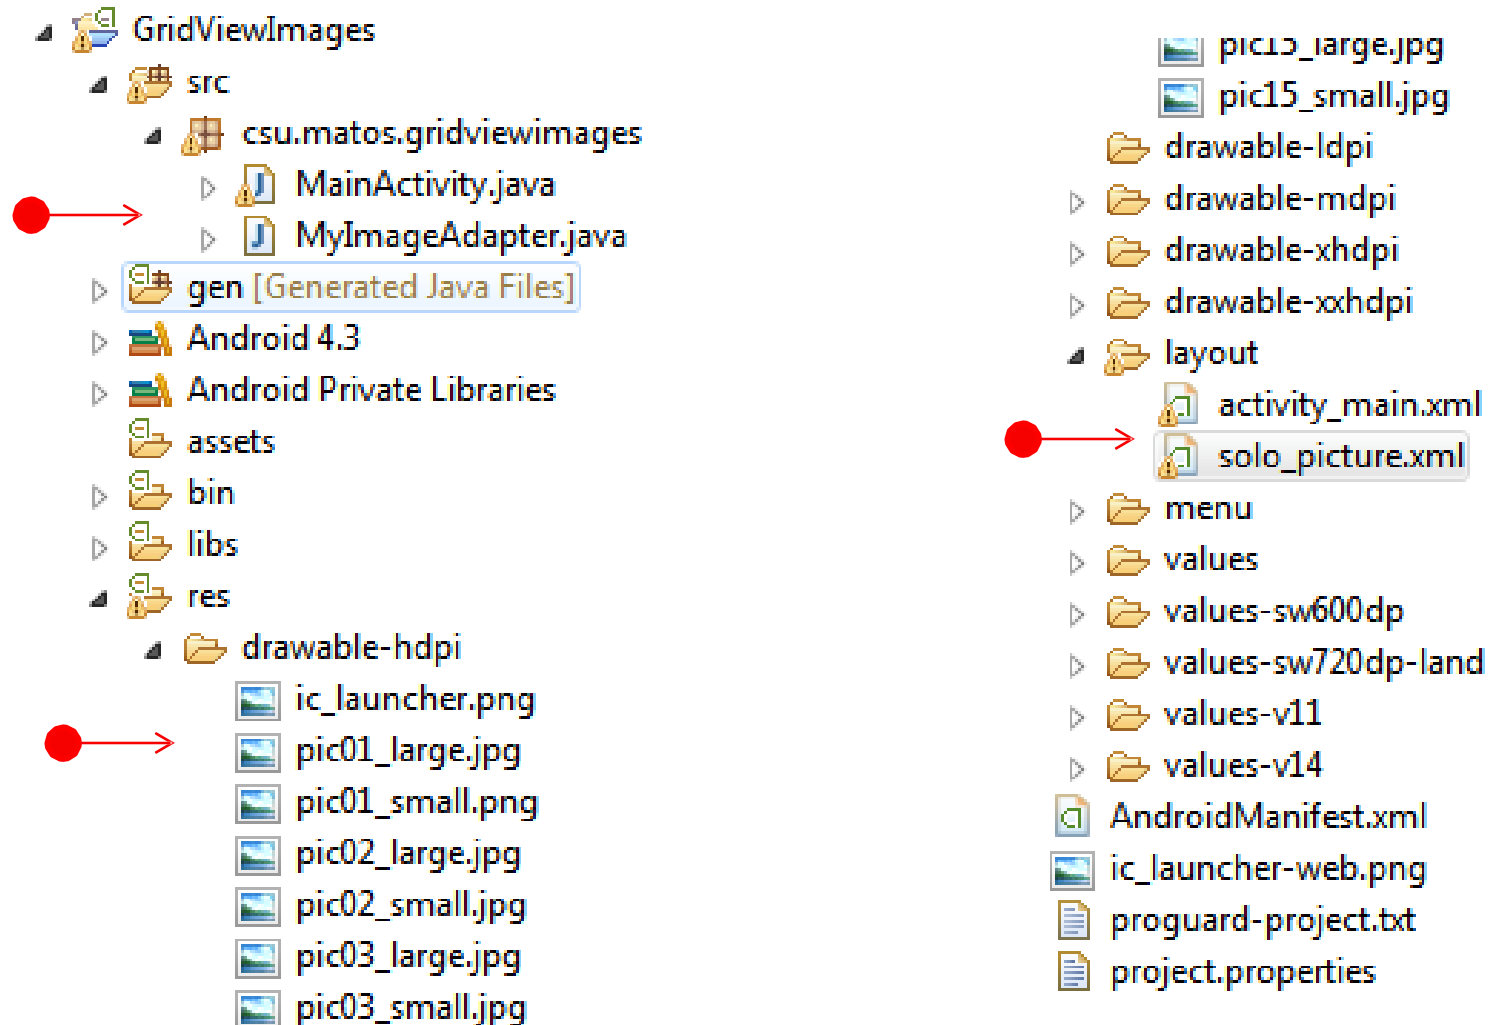 GridViewImages
src
csu.matos.gridviewimages
MainActivity.java
MyImageAdapter.java
gen [Generated Java Files]
Android 4.3
Android Private Libraries
assets
bin
libs
res
drawable-hdpi
ic_launcher.png
pic01_large.jpg
pic01_small.png
pic02_large.jpg
pic02_small.jpg
pic03_large.jpg
pic03_small.jpg
pic15_large.jpg
pic15_small.jpg
drawable-ldpi
drawable-mdpi
drawable-xhdpi
drawable-xxhdpi
layout
activity_main.xml
solo_picture.xml
menu
values
values-sw600dp
values-sw720dp-land
values-v11
values-v14
AndroidManifest.xml
ic_launcher-web.png
proguard-project.txt
project.properties